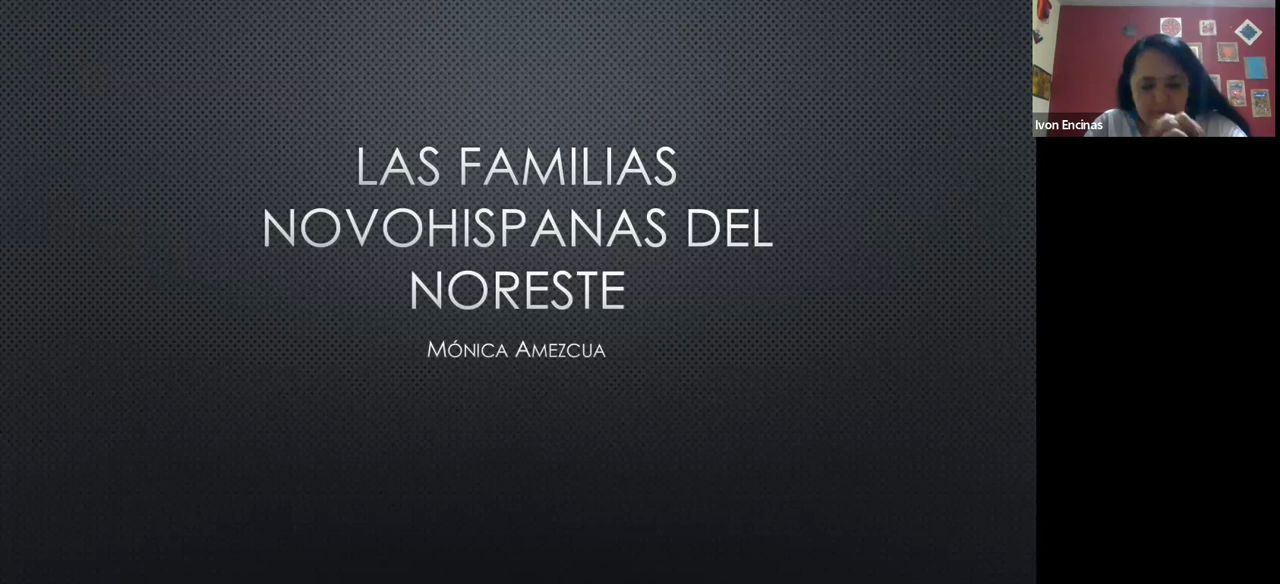 LAS FAMILIAS
NOVOHISPANAS DEL
NORESTE
MÓNICA AMEZCUA
Ivon Encinas